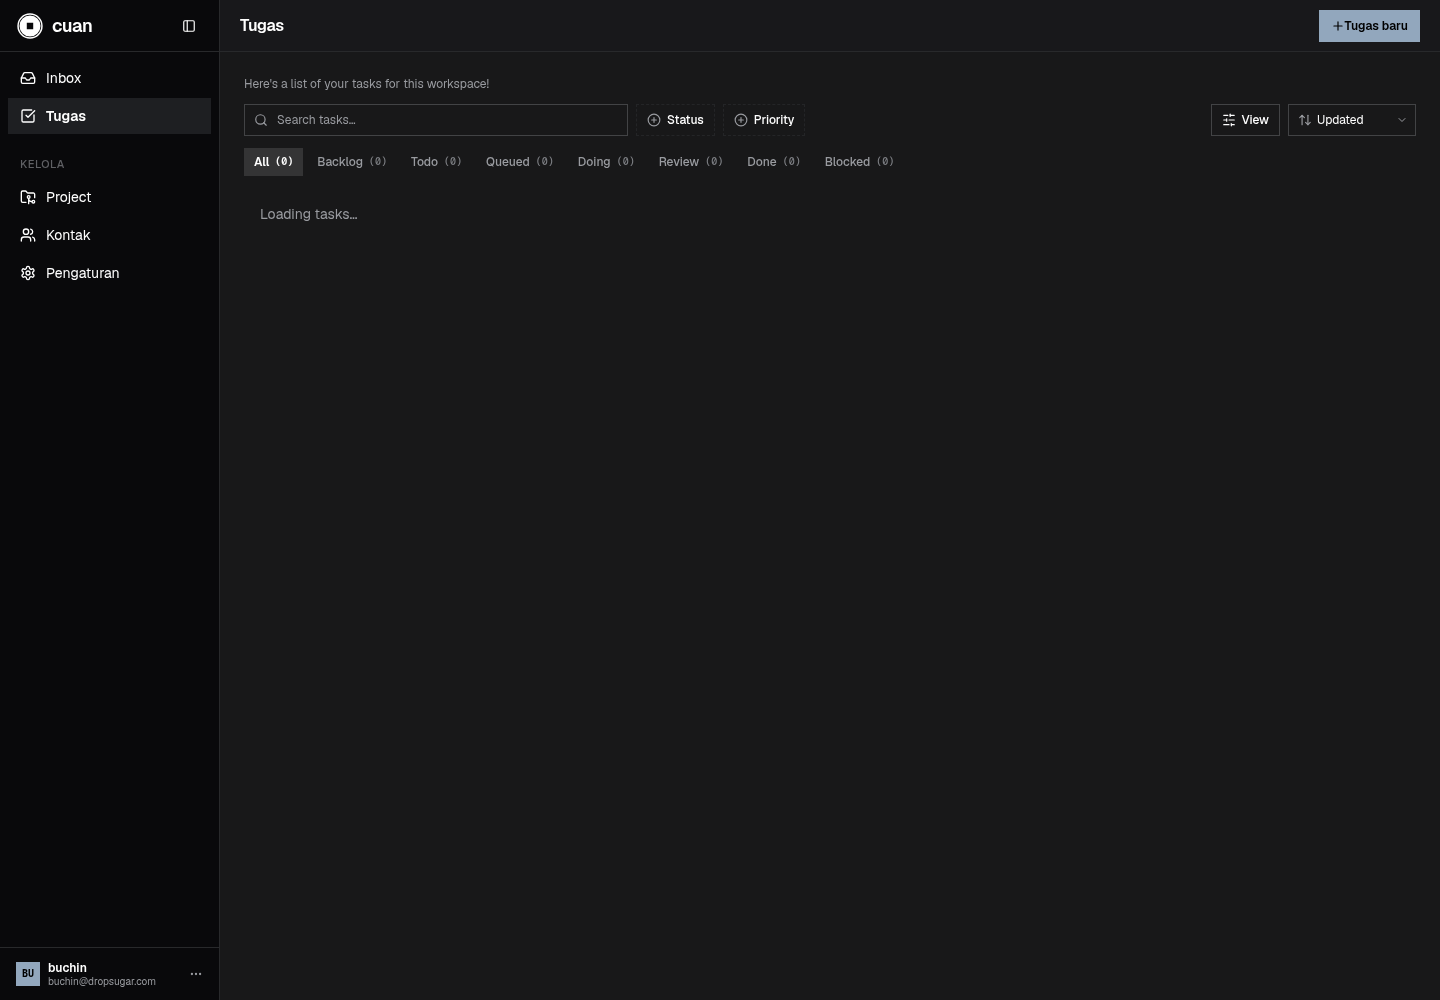 cuan
Inbox
Tugas
KELOLA
Project
Kontak
Pengaturan
BU
buchin
buchin@dropsugar.com
Tugas
Tugas baru
Here's a list of your tasks for this workspace!
Search tasks…
Status
Priority
View
Updated
All (0) Backlog (0) Todo (0) Queued (0) Doing (0) Review (0) Done (0) Blocked (0)
Loading tasks…